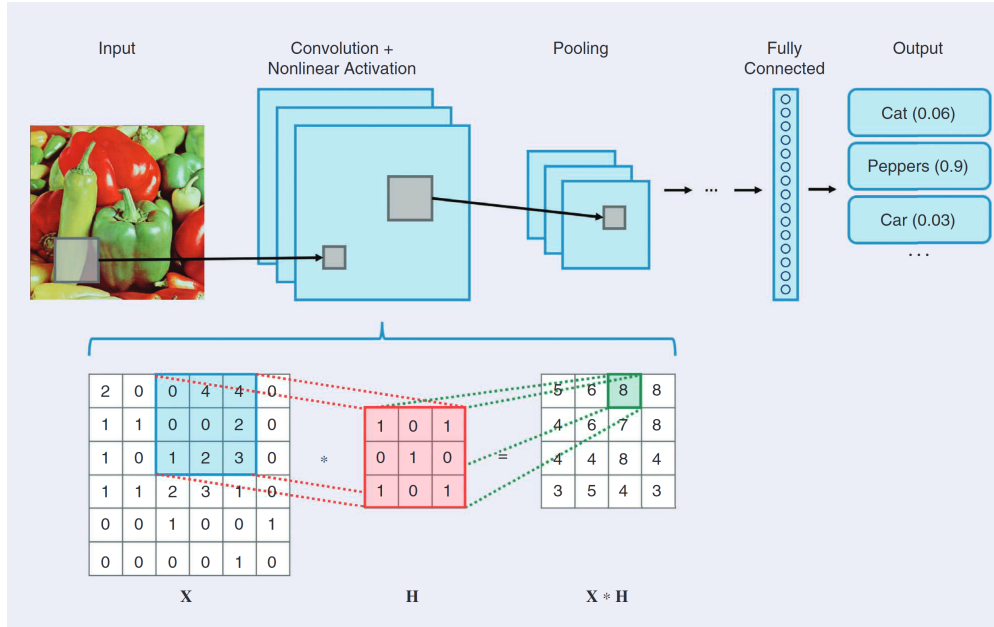 Input
Convolution +
Nonlinear Activation
Pooling
Fully
Connected
Output
Cat (0.06)
Peppers (0.9)
Car (0.03)
...
...
2 0 0 4 4 0
1 1 0 0 2 0
1 0 1 2 3 0
1 1 2 3 1 0
0 0 1 0 0 1
0 0 0 0 1 0
*
1 0 1
0 1 0
1 0 1
=
5 6 8 8
4 6 7 8
4 4 8 4
3 5 4 3
X
H
X * H